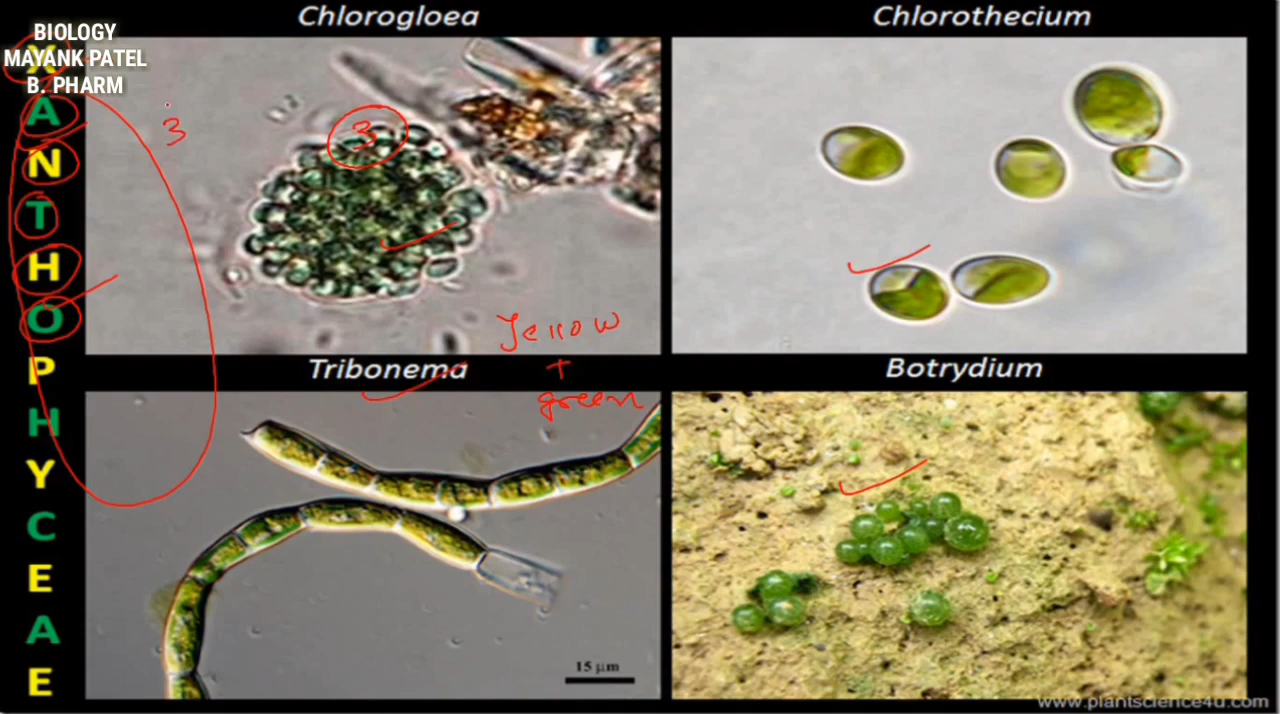 Chlorogloea
Chlorothecium
BIOLOGY
MAYANK PATEL
B. PHARM
X
A
N
T
H
O
P
H
Y
C
E
A
E
3
3
Yellow
+
green
Tribonema
Botrydium
15 µm
www.plantscience4u.com